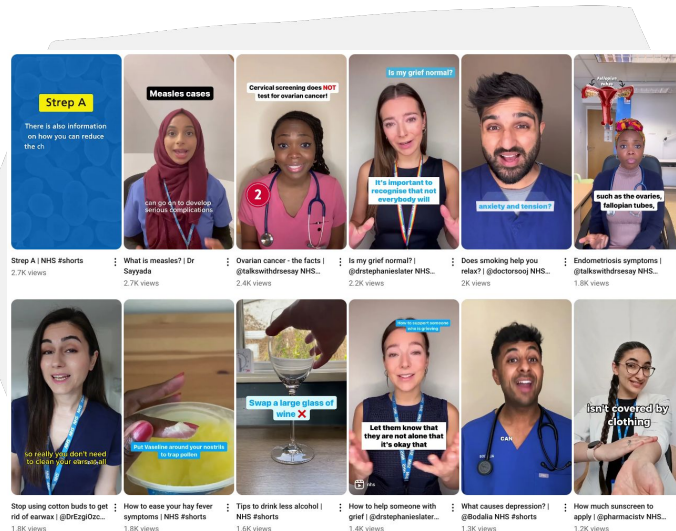 Strep A
There is also information
on how you can reduce
the ch
Strep A | NHS #shorts
2.7K views
Measles cases
can go on to develop
serious complications.
What is measles? | Dr
Sayyada
2.7K views
Cervical screening does NOT
test for ovarian cancer!
2
Ovarian cancer - the facts |
@talkswithdrsesay NHS...
2.4K views
Is my grief normal?
It's important to
recognise that not
everybody will
Is my grief normal? |
@drstephanieslater NHS...
2.2K views
anxiety and tension?
Does smoking help you
relax? | @doctorsooj NHS...
2K views
such as the ovaries,
fallopian tubes,
Endometriosis symptoms |
@talkswithdrsesay NHS...
1.8K views
so really you don't need
to clean your ears at all
Stop using cotton buds to get
rid of earwax | @DrEzgiOzc...
1.8K views
Put Vaseline around your nostrils
to trap pollen
How to ease your hay fever
symptoms | NHS #shorts
1.8K views
Swap a large glass of
wine ❌
Tips to drink less alcohol |
NHS #shorts
1.6K views
How to support someone
who is grieving
Let them know that
they are not alone that
it's okay that
nhs
How to help someone with
grief | @drstephanieslater...
1.4K views
CAN
What causes depression? |
@Bodalia NHS #shorts
1.3K views
isn't covered by
clothing
How much sunscreen to
apply | @pharmacistv NHS...
1.2K views